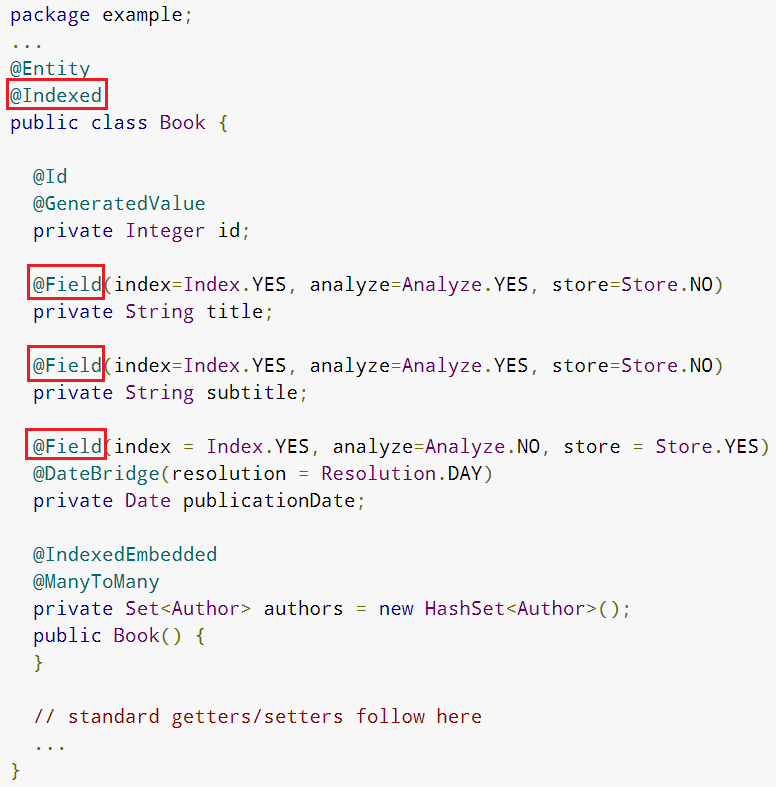 package example;
...
@Entity
@Indexed
public class Book {
@Id
@GeneratedValue
private Integer id;
@Field(index=Index.YES, analyze=Analyze.YES, store=Store.NO)
private String title;
@Field(index=Index.YES, analyze=Analyze.YES, store=Store.NO)
private String subtitle;
@Field(index = Index.YES, analyze=Analyze.NO, store = Store.YES)
@DateBridge(resolution = Resolution.DAY)
private Date publicationDate;
@IndexedEmbedded
@ManyToMany
private Set<Author> authors = new HashSet<Author>();
public Book() {
}
// standard getters/setters follow here
...
}